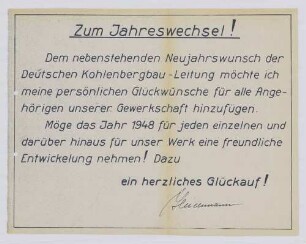 Zum Jahreswechsel!
Dem nebenstehenden Neujahrswunsch der
Deutschen Kohlenbergbau-Leitung möchte ich
meine persönlichen Glückwünsche für alle Ange-
hörigen unserer Gewerkschaft hinzufügen.
Möge das Jahr 1948 für jeden einzelnen und
darüber hinaus für unser Werk eine freundliche
Entwickelung nehmen! Dazu
ein herzliches Glückauf!